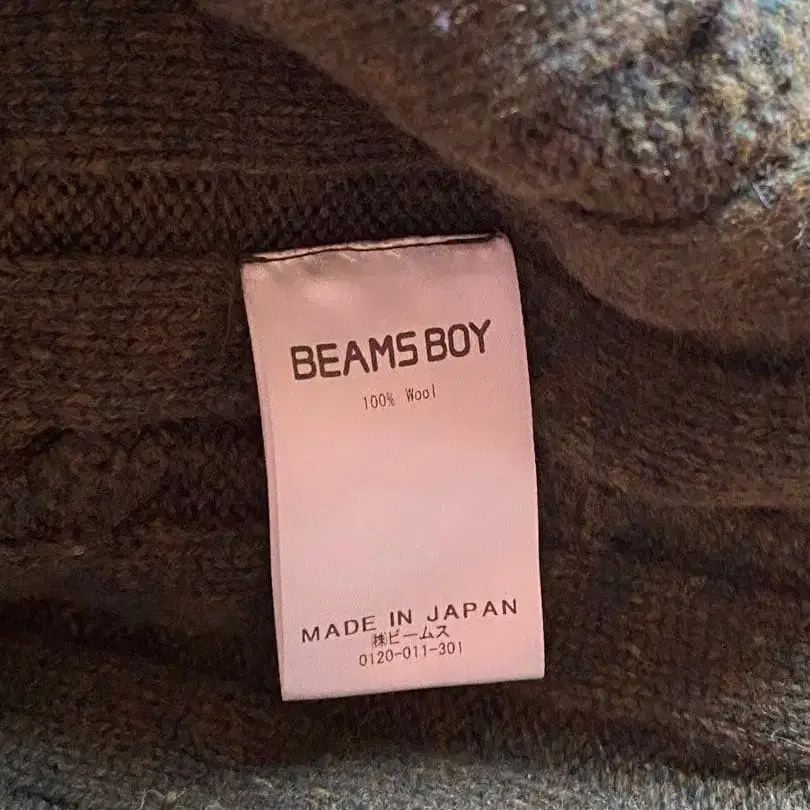 BEAMS BOY
100% Wool
MADE IN JAPAN
㈱ビームス
0120-011-301